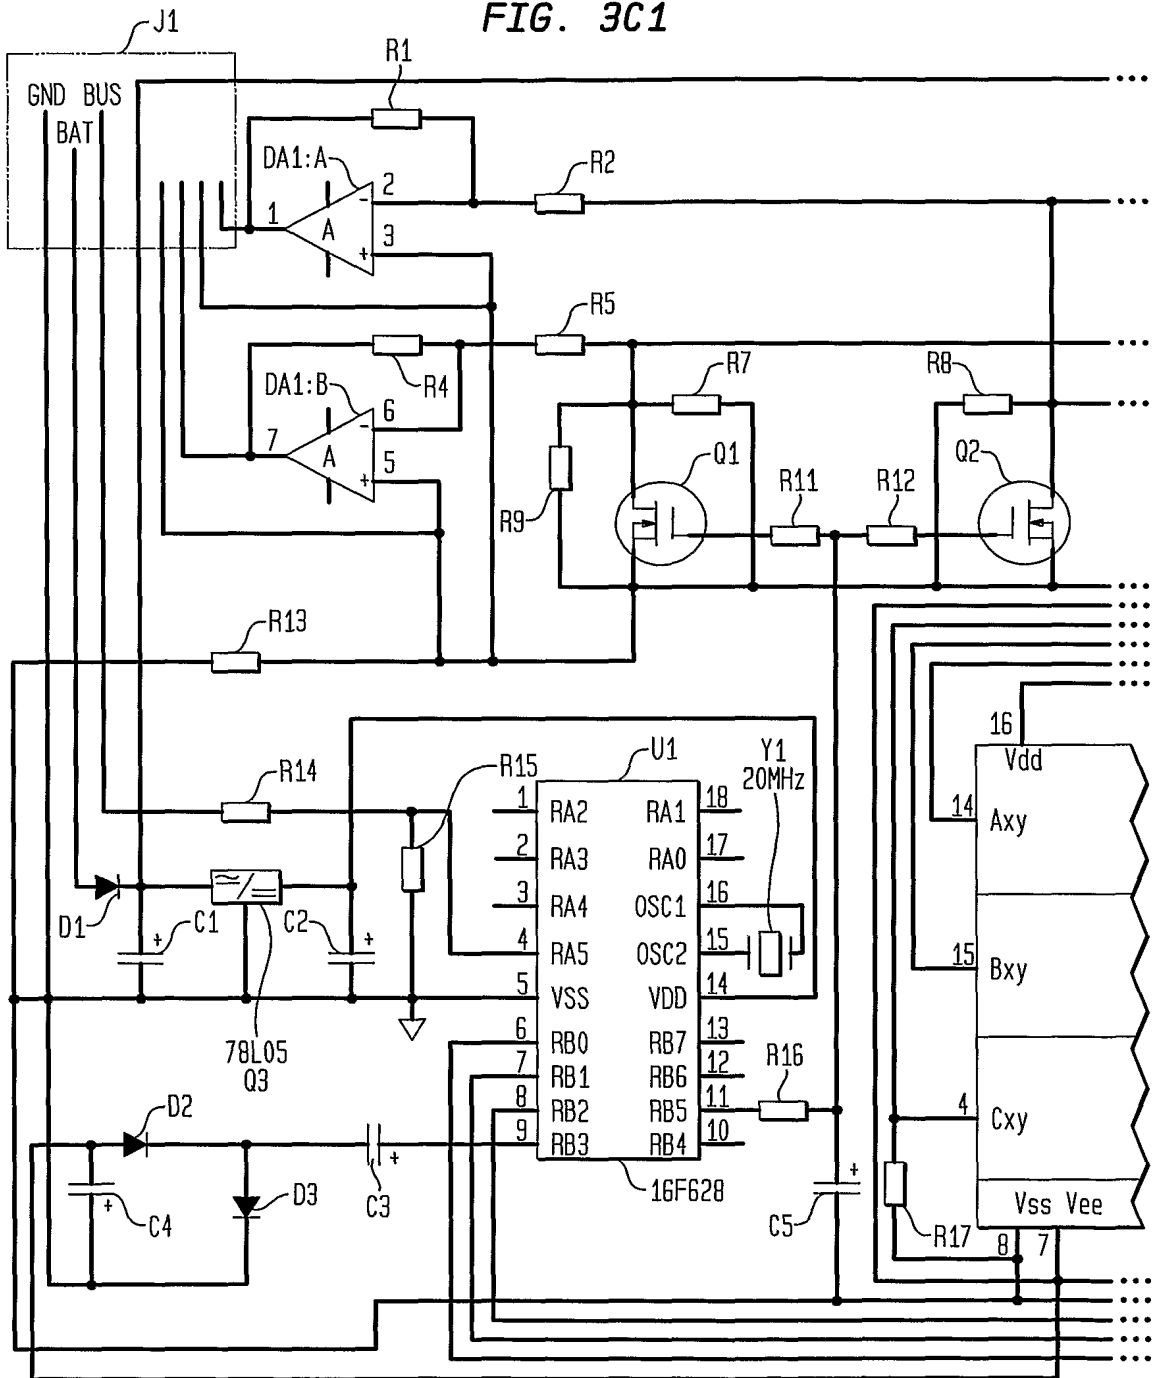 FIG. 3C1
J1
R1
GND BUS
BAT
DA1:A
2
R2
1
A
-
3
+
R5
R4
R7
R8
DA1:B
6
7
A
-
5
+
Q1
Q2
R11
R12
R9
R13
16
U1
Y1
20MHz
Vdd
R14
R15
1 RA2 RA1 18
14 Axy
2 RA3 RA0 17
3 RA4 OSC1 16
D1
C1
+
C2
+
4 RA5 OSC2 15
15 Bxy
5 VSS VDD 14
6 RB0 RB7 13
78L05
Q3
7 RB1 RB6 12
R16
8 RB2 RB5 11
4 Cxy
D2
9 RB3 RB4 10
+
C3
D3
16F628
+
C5
+
C4
R17
Vss Vee
8 7